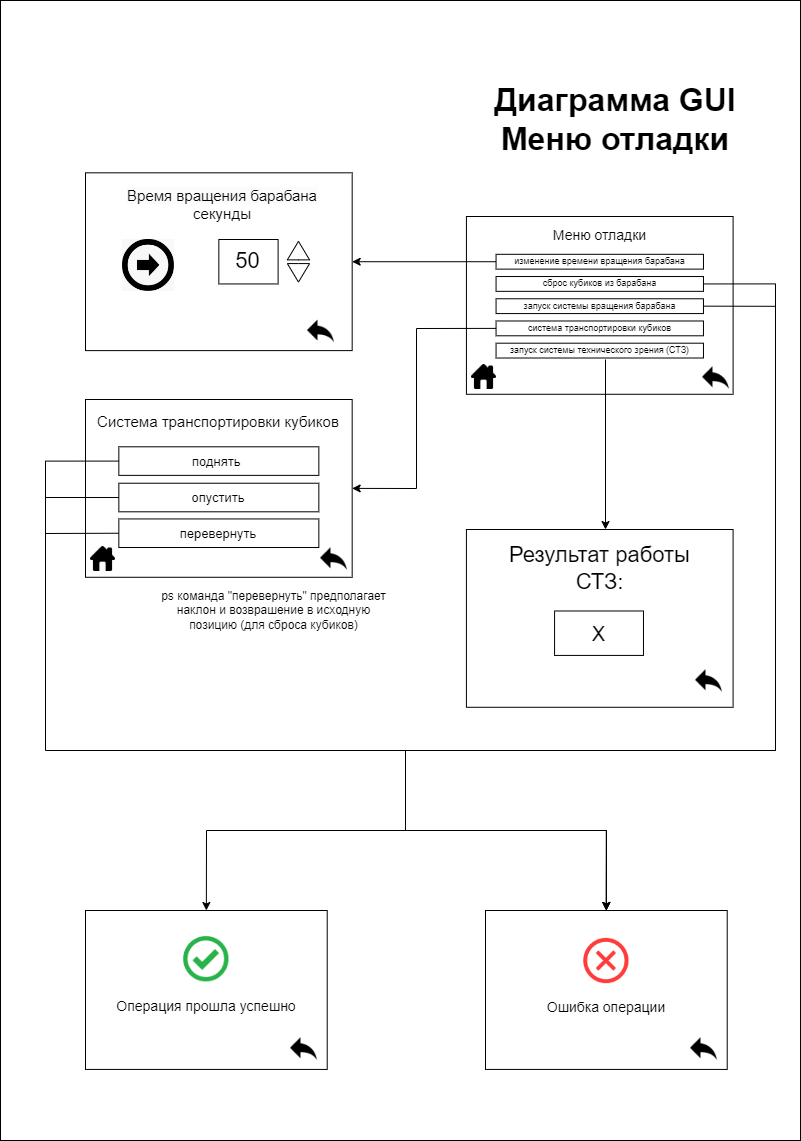 Диаграмма GUI
Меню отладки
Время вращения барабана
секунды
50
Меню отладки
изменение времени вращения барабана
сброс кубиков из барабана
запуск системы вращения барабана
система транспортировки кубиков
запуск системы технического зрения (СТЗ)
Система транспортировки кубиков
поднять
опустить
перевернуть
ps команда "перевернуть" предполагает
наклон и возврашение в исходную
позицию (для сброса кубиков)
Результат работы
СТЗ:
X
Операция прошла успешно
Ошибка операции